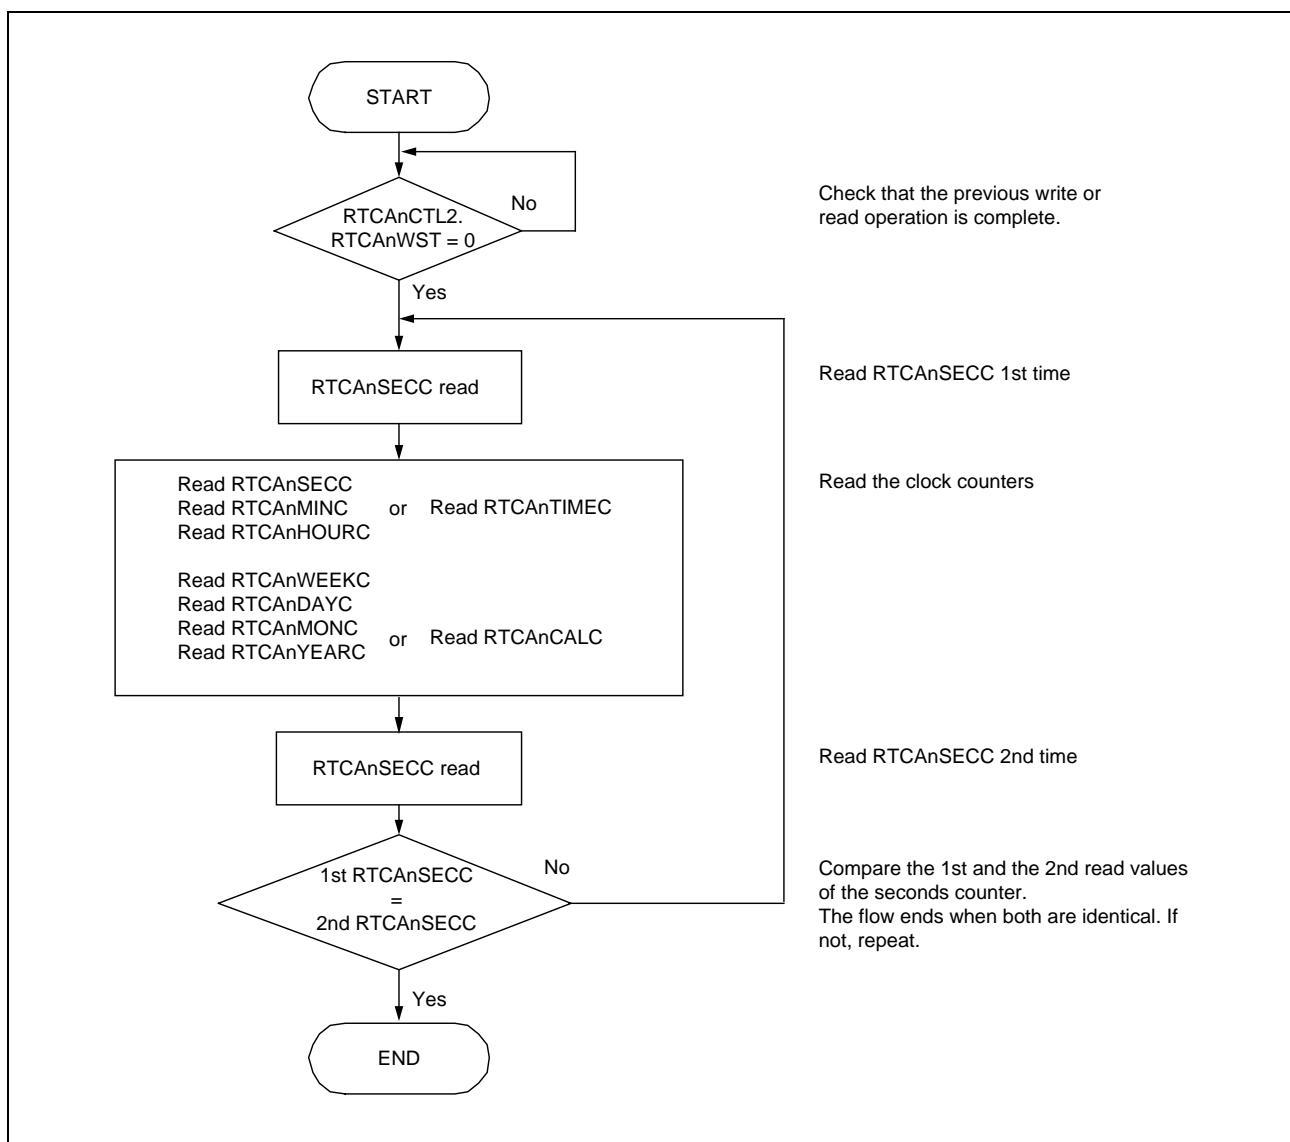 START
RTCAnCTL2.
RTCAnWST = 0
No
Check that the previous write or
read operation is complete.
Yes
RTCAnSECC read
Read RTCAnSECC 1st time
Read RTCAnSECC
Read RTCAnMINC or Read RTCAnTIMEC
Read RTCAnHOURC
Read the clock counters
Read RTCAnWEEKC
Read RTCAnDAYC
Read RTCAnMONC or Read RTCAnCALC
Read RTCAnYEARC
RTCAnSECC read
Read RTCAnSECC 2nd time
1st RTCAnSECC
=
2nd RTCAnSECC
No
Compare the 1st and the 2nd read values
of the seconds counter.
The flow ends when both are identical. If
not, repeat.
Yes
END